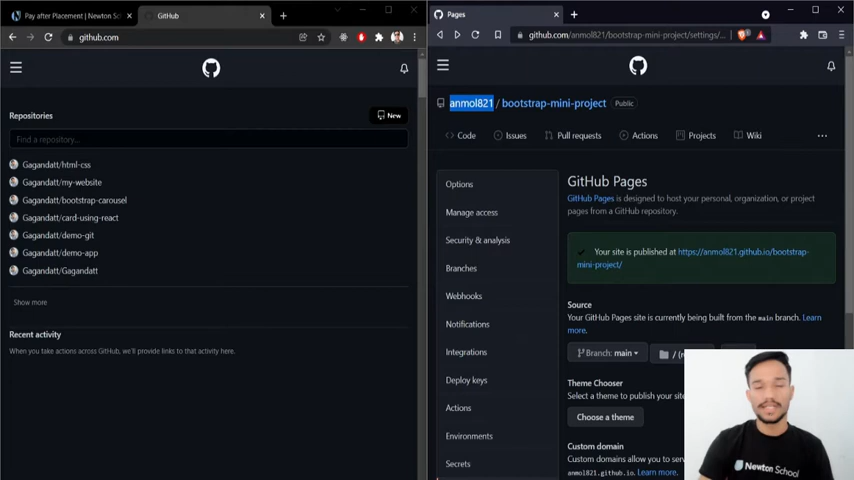 Pay after Placement | Newton Sch
GitHub
github.com
Repositories
New
Find a repository...
Gagandatt/html-css
Gagandatt/my-website
Gagandatt/bootstrap-carousel
Gagandatt/card-using-react
Gagandatt/demo-git
Gagandatt/demo-app
Gagandatt/Gagandatt
Show more
Recent activity
When you take actions across GitHub, we'll provide links to that activity here.
Pages
github.com/anmol821/bootstrap-mini-project/settings/...
anmol821 / bootstrap-mini-project Public
Code Issues Pull requests Actions Projects Wiki ...
Options
Manage access
Security & analysis
Branches
Webhooks
Notifications
Integrations
Deploy keys
Actions
Environments
Secrets
GitHub Pages
GitHub Pages is designed to host your personal, organization, or project
pages from a GitHub repository.
Your site is published at https://anmol821.github.io/bootstrap-
mini-project/
Source
Your GitHub Pages site is currently being built from the main branch. Learn
more.
Branch: main
/ (r
Theme Chooser
Select a theme to publish your site
Choose a theme
Custom domain
Custom domains allow you to serv
anmol821.github.io. Learn more.
Newton School